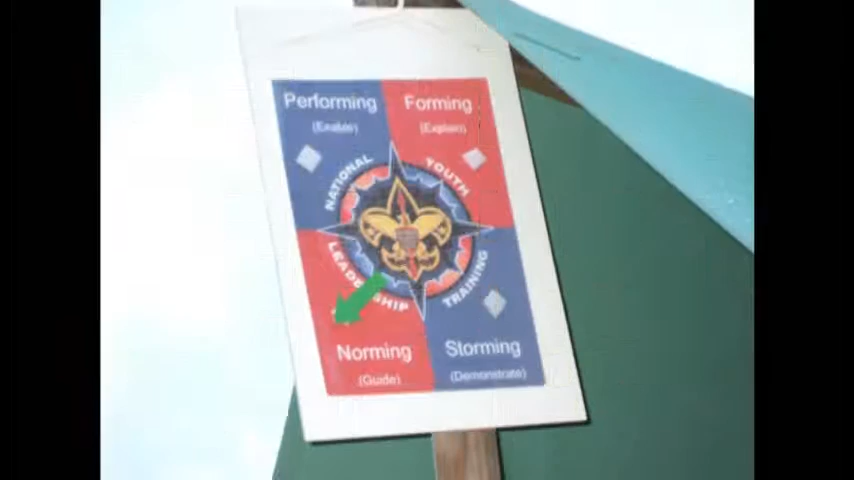 Performing
(Enable)
Forming
(Explain)
NATIONAL YOUTH
LEADERSHIP TRAINING
Norming
(Guide)
Storming
(Demonstrate)